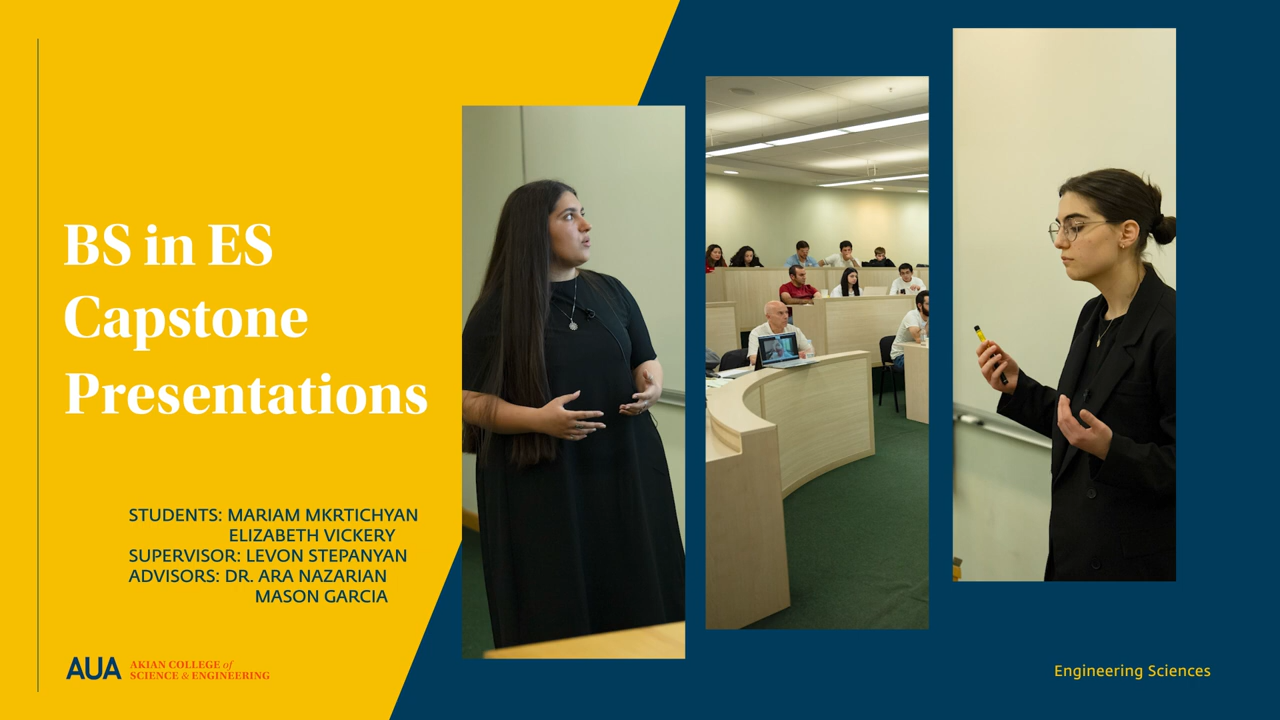 BS in ES
Capstone
Presentations
STUDENTS: MARIAM MKRTICHYAN
ELIZABETH VICKERY
SUPERVISOR: LEVON STEPANYAN
ADVISORS: DR. ARA NAZARIAN
MASON GARCIA
AUA AKIAN COLLEGE of
SCIENCE & ENGINEERING
Engineering Sciences